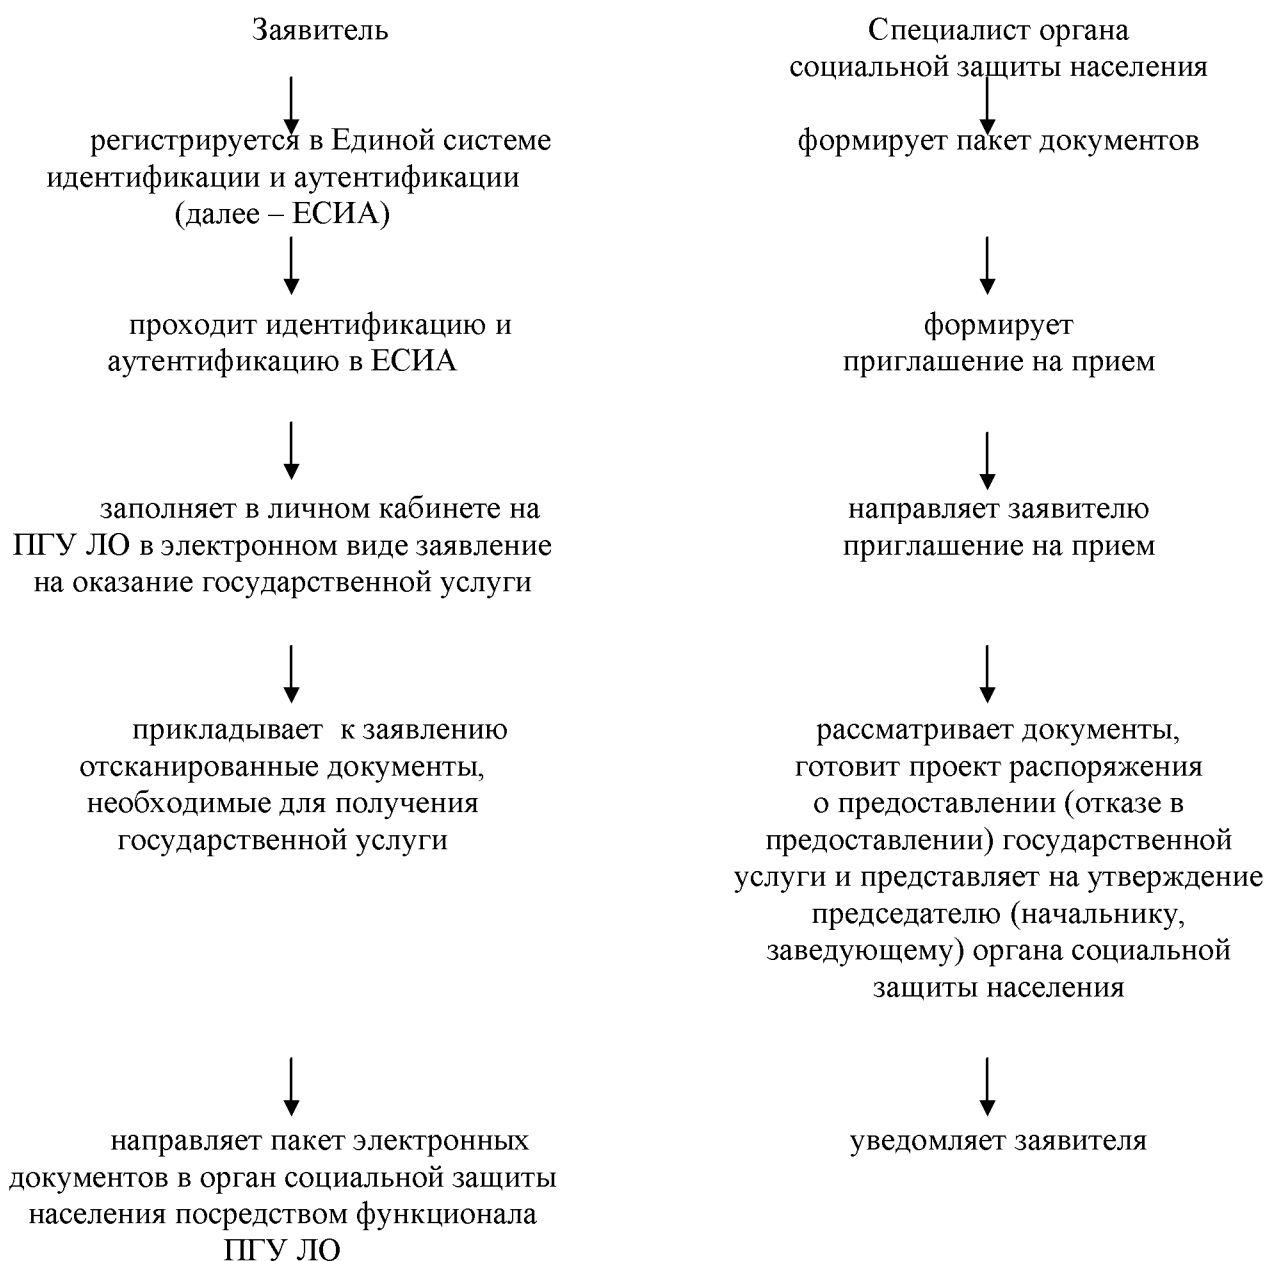 Заявитель
регистрируется в Единой системе
идентификации и аутентификации
(далее – ЕСИА)
проходит идентификацию и
аутентификацию в ЕСИА
заполняет в личном кабинете на
ПГУ ЛО в электронном виде заявление
на оказание государственной услуги
прикладывает  к заявлению
отсканированные документы,
необходимые для получения
государственной услуги
направляет пакет электронных
документов в орган социальной защиты
населения посредством функционала
ПГУ ЛО
Специалист органа
социальной защиты населения
формирует пакет документов
формирует
приглашение на прием
направляет заявителю
приглашение на прием
рассматривает документы,
готовит проект распоряжения
о предоставлении (отказе в
предоставлении) государственной
услуги и представляет на утверждение
председателю (начальнику,
заведующему) органа социальной
защиты населения
уведомляет заявителя